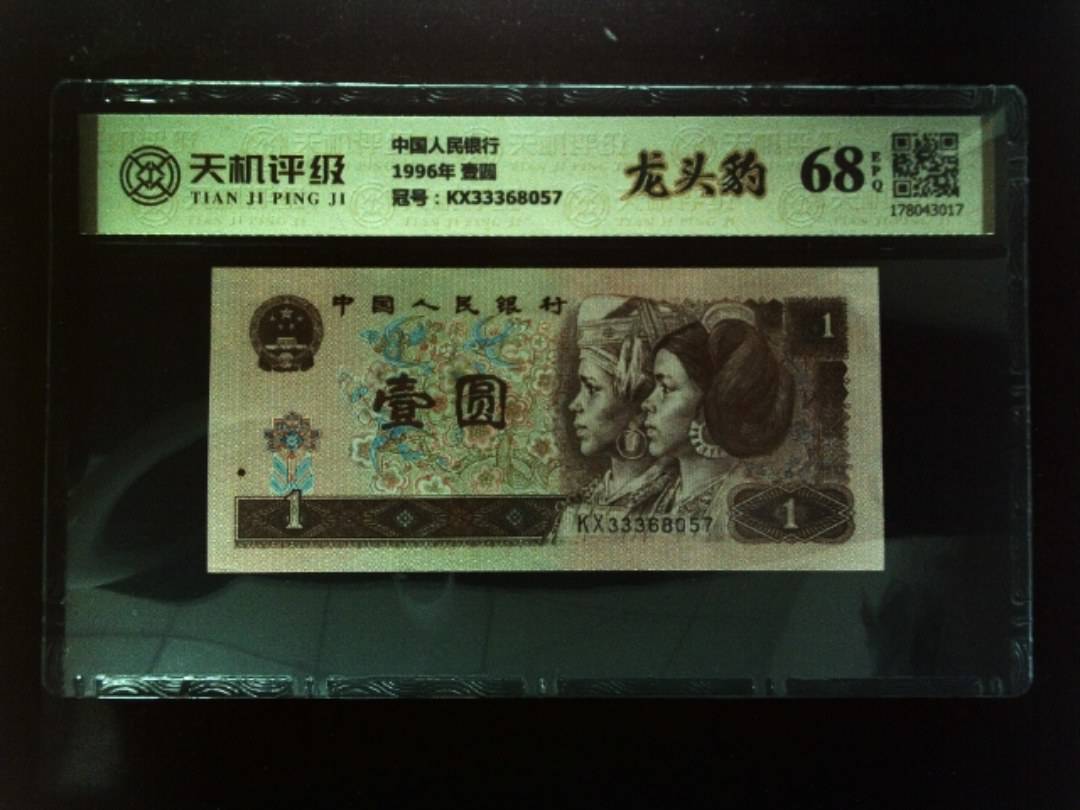 天机评级
TIAN JI PING JI
中国人民银行
1996年 壹圆
冠号：KX33368057
龙头豹
68
EPQ
178043017
中国人民银行
1
壹圆
1
KX33368057
1